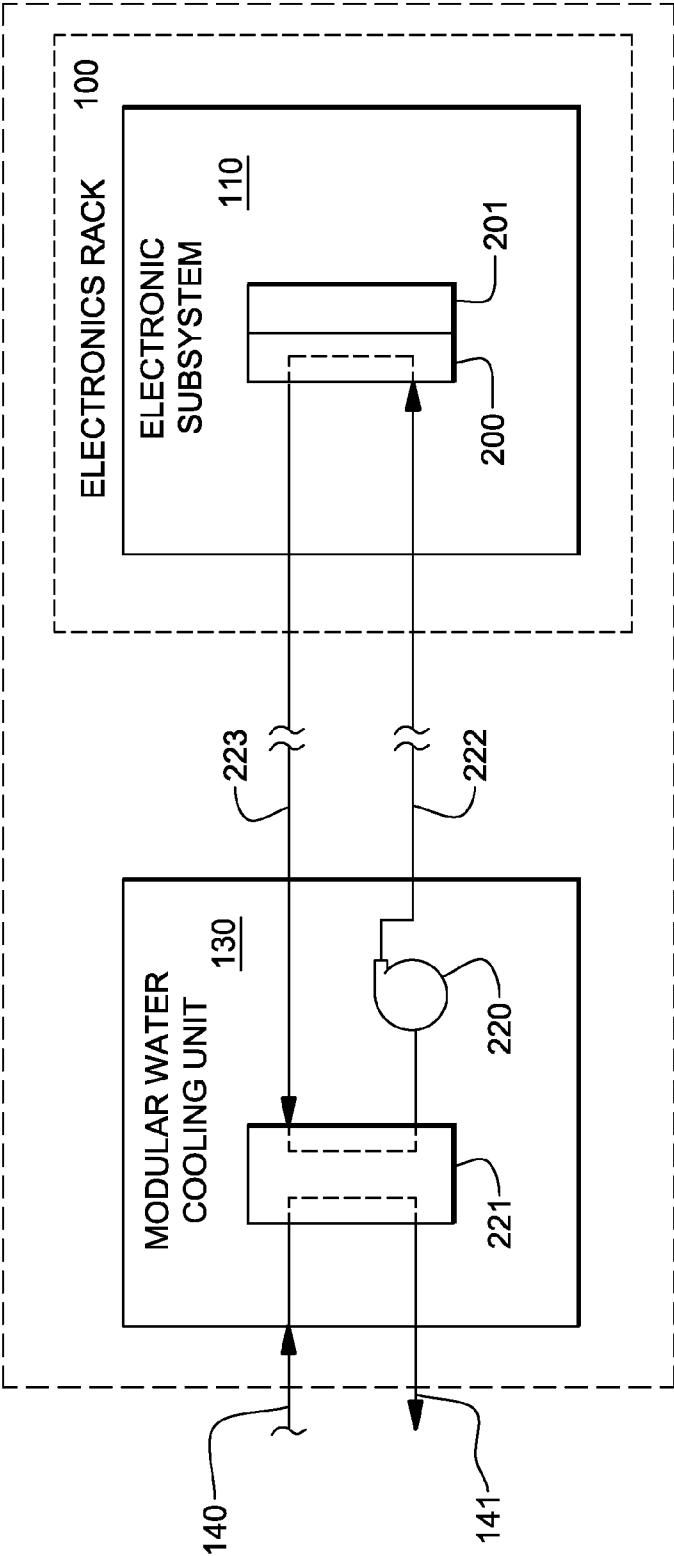 ELECTRONICS RACK
100
ELECTRONIC
SUBSYSTEM
110
201
200
223
222
MODULAR WATER
COOLING UNIT
130
220
221
140
141